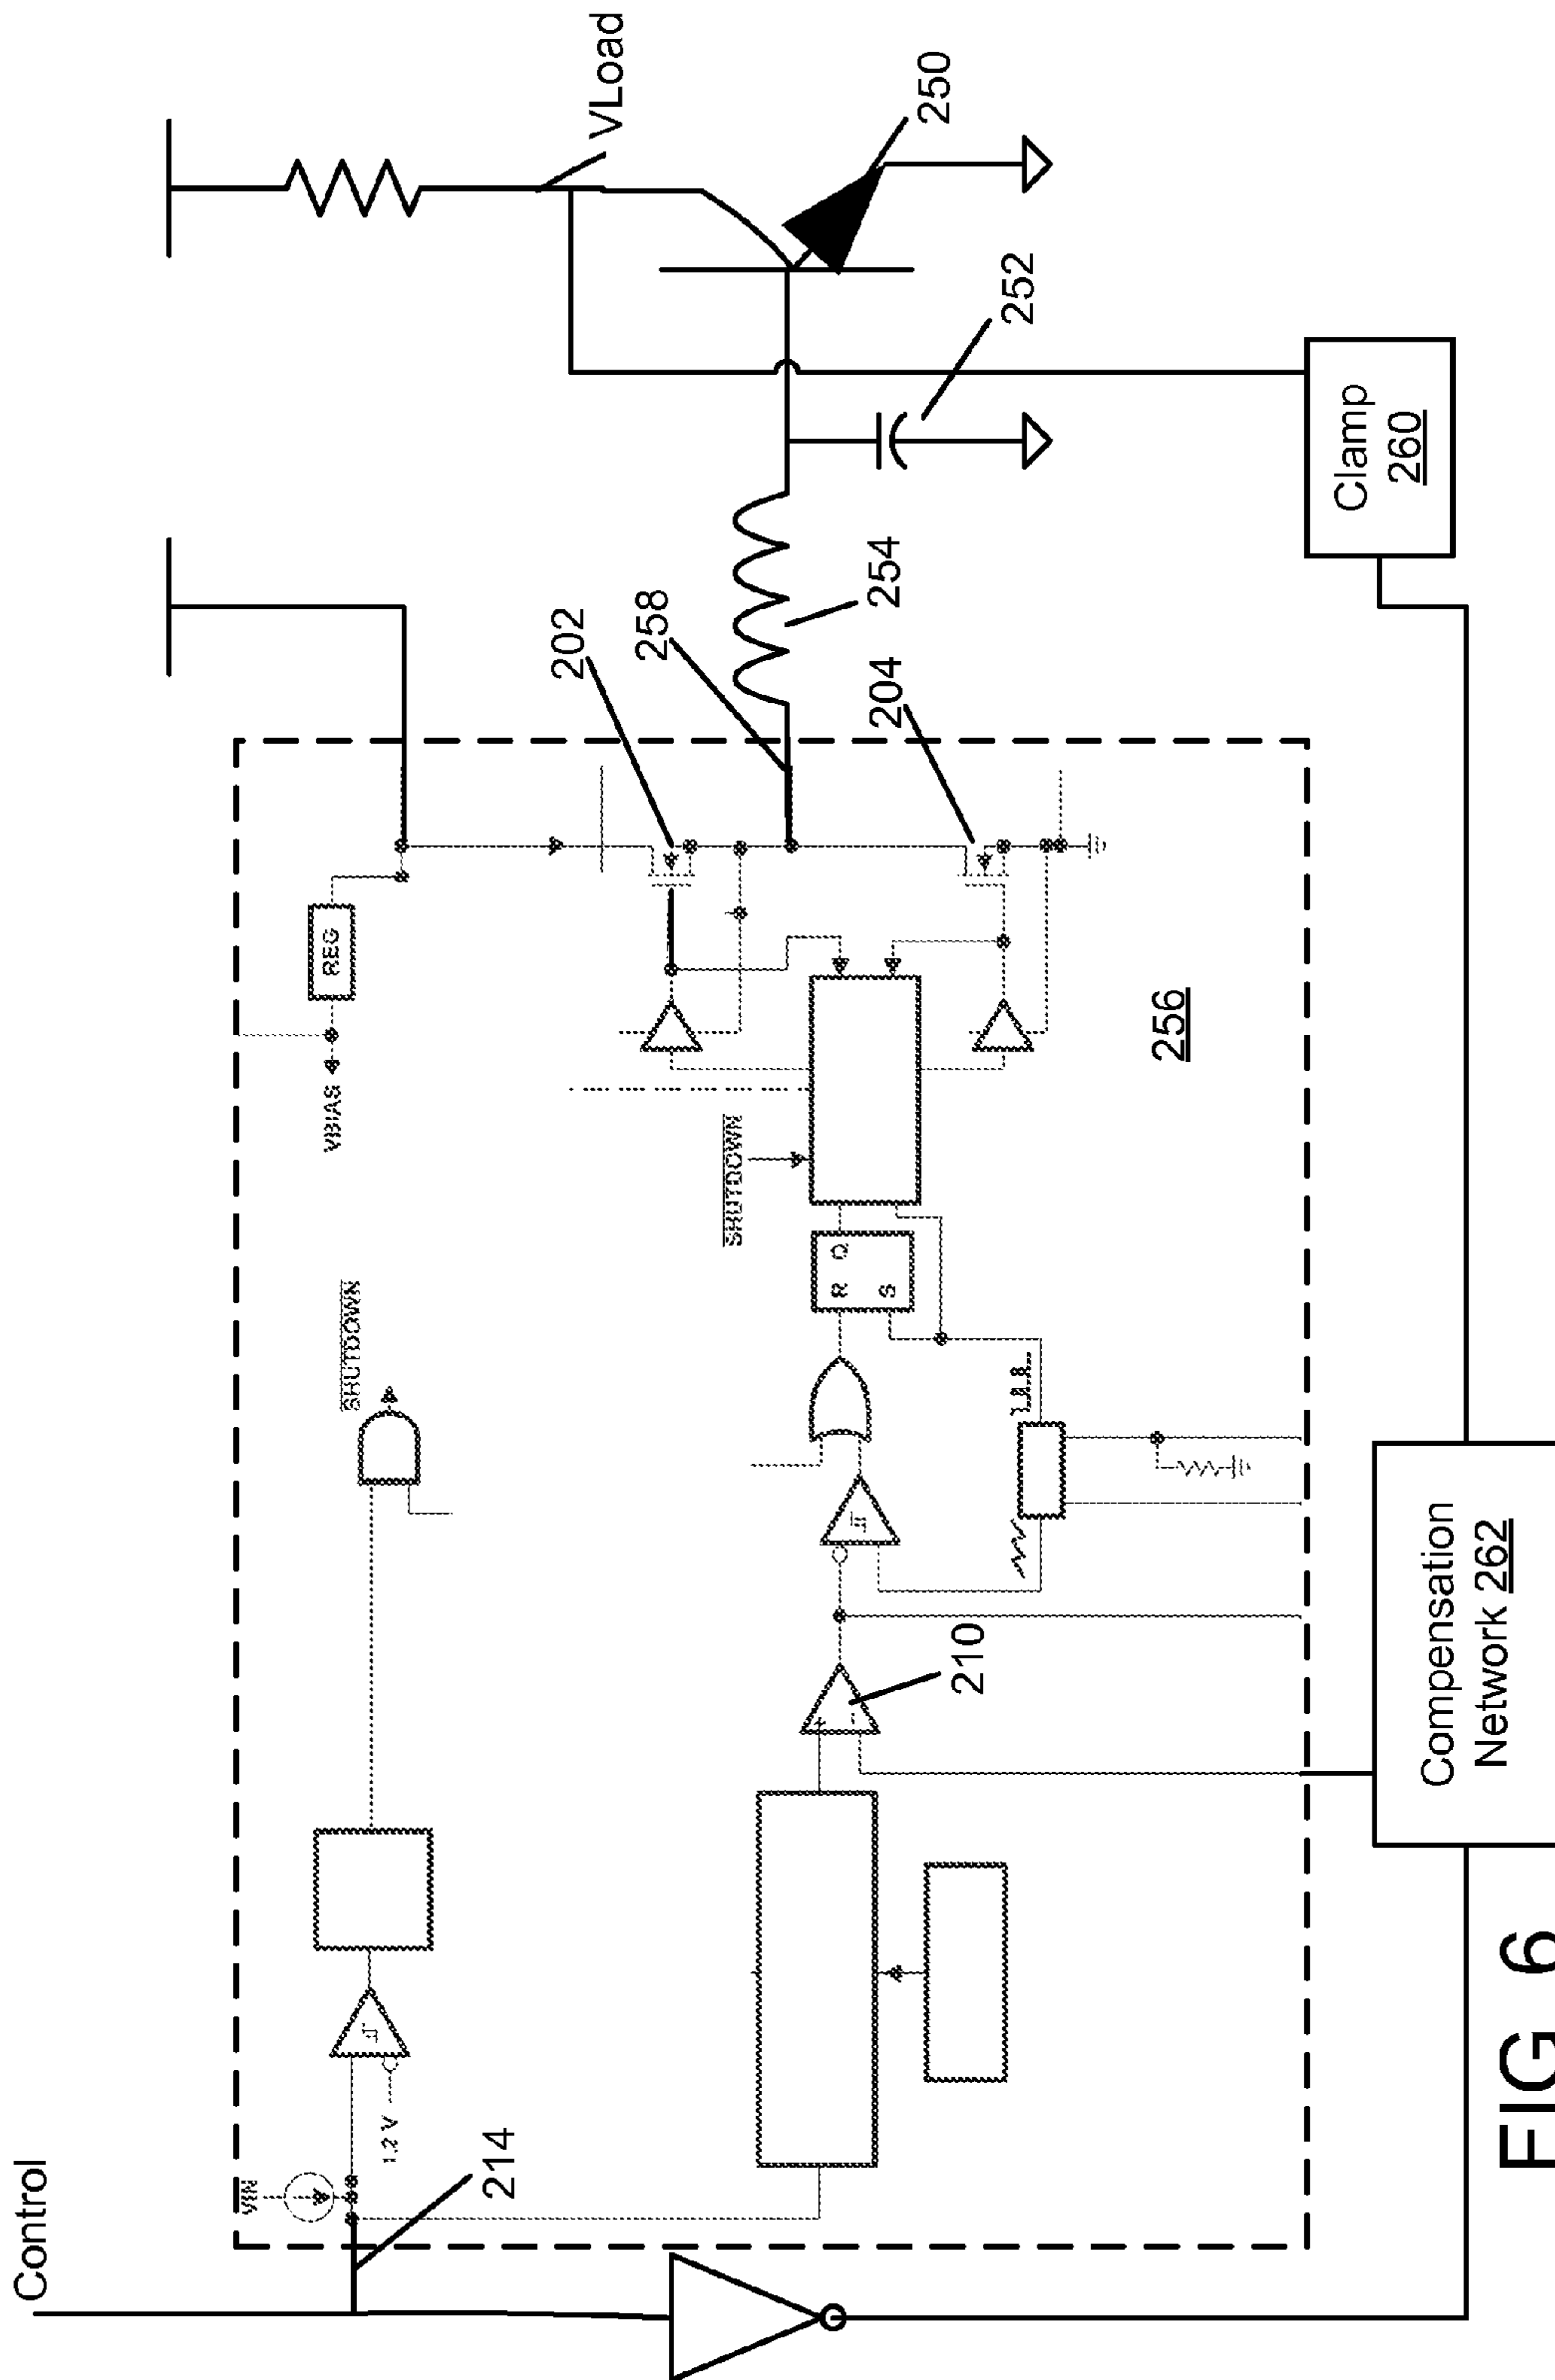 Control
VIN
214
1.2 V
SHUTDOWN
VBIAS
REG
VLoad
202
258
254
204
252
250
SHUTDOWN
R Q
S
+
-
210
256
Clamp
260
Compensation
Network 262
FIG 6